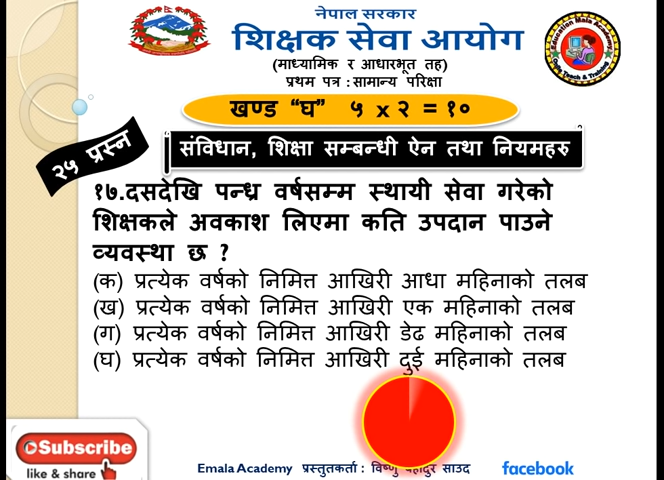 नेपाल सरकार
शिक्षक सेवा आयोग
(माध्यामिक र आधारभूत तह)
प्रथम पत्र : सामान्य परिक्षा
खण्ड “घ” ५ x २ = १०
२५ प्रस्न
संविधान, शिक्षा सम्बन्धी ऐन तथा नियमहरु
१७.दसदेखि पन्ध्र वर्षसम्म स्थायी सेवा गरेको
शिक्षकले अवकाश लिएमा कति उपदान पाउने
व्यवस्था छ ?
(क) प्रत्येक वर्षको निमित्त आखिरी आधा महिनाको तलब
(ख) प्रत्येक वर्षको निमित्त आखिरी एक महिनाको तलब
(ग) प्रत्येक वर्षको निमित्त आखिरी डेढ महिनाको तलब
(घ) प्रत्येक वर्षको निमित्त आखिरी दुई महिनाको तलब
Subscribe
like & share
Emala Academy प्रस्तुतकर्ता : विष्णु बहादुर साउद
facebook